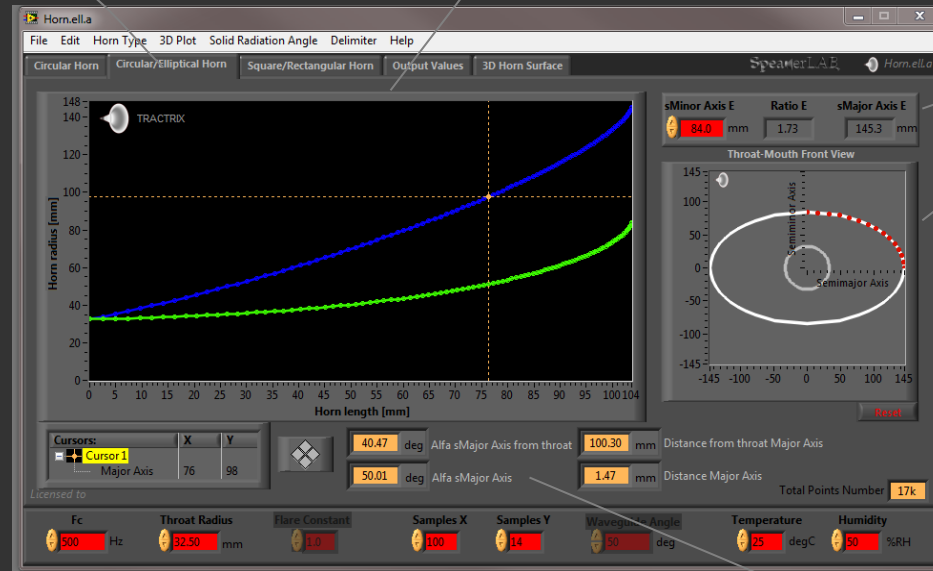 Horn.ell.a
File Edit Horn Type 3D Plot Solid Radiation Angle Delimiter Help
Circular Horn Circular/Elliptical Horn Square/Rectangular Horn Output Values 3D Horn Surface SpeakerLAB Horn.ell.a
TRACTRIX
Horn radius [mm]
148 140 120 100 80 60 40 20 0
0 5 10 15 20 25 30 35 40 45 50 55 60 65 70 75 80 85 90 95 100 104
Horn length [mm]
sMinor Axis E Ratio E sMajor Axis E
84.0 mm 1.73 145.3 mm
Throat-Mouth Front View
145 100 50 0 -50 -100 -145
Semiminor Axis
Semimajor Axis
-145 -100 -50 0 50 100 145
Reset
Cursors: X Y
Cursor 1
Major Axis 76 98
40.47 deg Alfa sMajor Axis from throat 100.30 mm Distance from throat Major Axis
50.01 deg Alfa sMajor Axis 1.47 mm Distance Major Axis
Licensed to
Total Points Number 17k
Fc Throat Radius Flare Constant Samples X Samples Y Waveguide Angle Temperature Humidity
500 Hz 32.50 mm 1.0 100 14 50 deg 25 degC 50 %RH